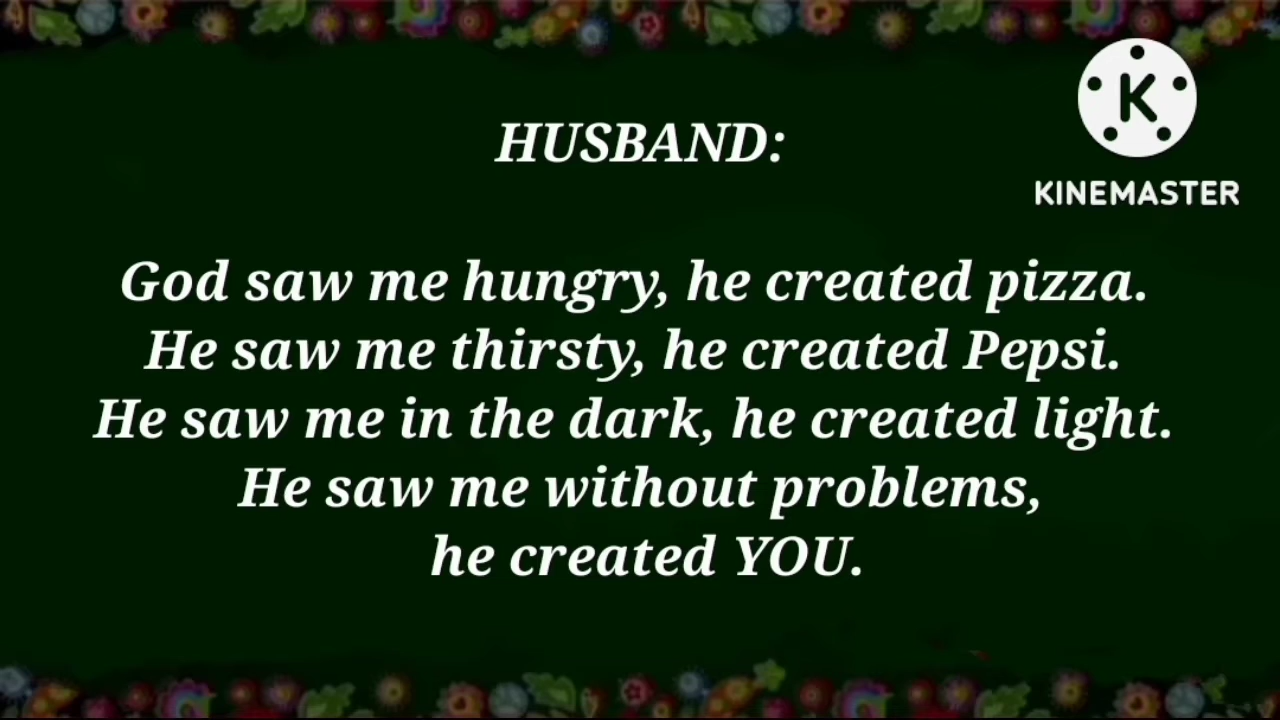 HUSBAND:
K
KINEMASTER
God saw me hungry, he created pizza.
He saw me thirsty, he created Pepsi.
He saw me in the dark, he created light.
He saw me without problems,
he created YOU.